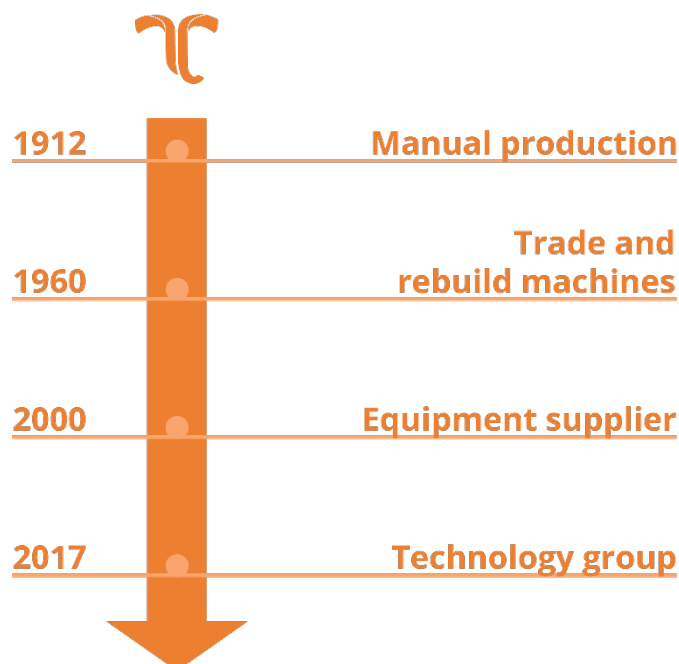 1912
Manual production
Trade and
1960
rebuild machines
2000
Equipment supplier
2017
Technology group